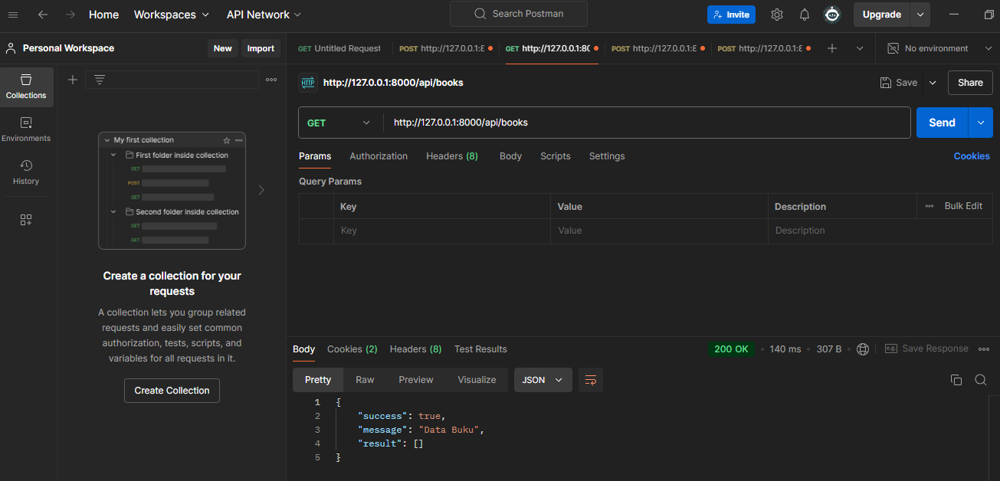 Home Workspaces API Network Search Postman Invite Upgrade
Personal Workspace New Import
GET Untitled Request POST http://127.0.0.1:8 GET http://127.0.0.1:80 POST http://127.0.0.1:8 POST http://127.0.0.1:8 No environment
Collections
Environments
History
My first collection
First folder inside collection
GET
POST
GET
Second folder inside collection
GET
GET
Create a collection for your
requests
A collection lets you group related
requests and easily set common
authorization, tests, scripts, and
variables for all requests in it.
Create Collection
HTTP http://127.0.0.1:8000/api/books Save Share
GET http://127.0.0.1:8000/api/books Send
Params Authorization Headers (8) Body Scripts Settings Cookies
Query Params
Key Value Description Bulk Edit
Key Value Description
Body Cookies (2) Headers (8) Test Results 200 OK 140 ms 307 B e.g. Save Response
Pretty Raw Preview Visualize JSON
1 {
2 "success": true,
3 "message": "Data Buku",
4 "result": []
5 }